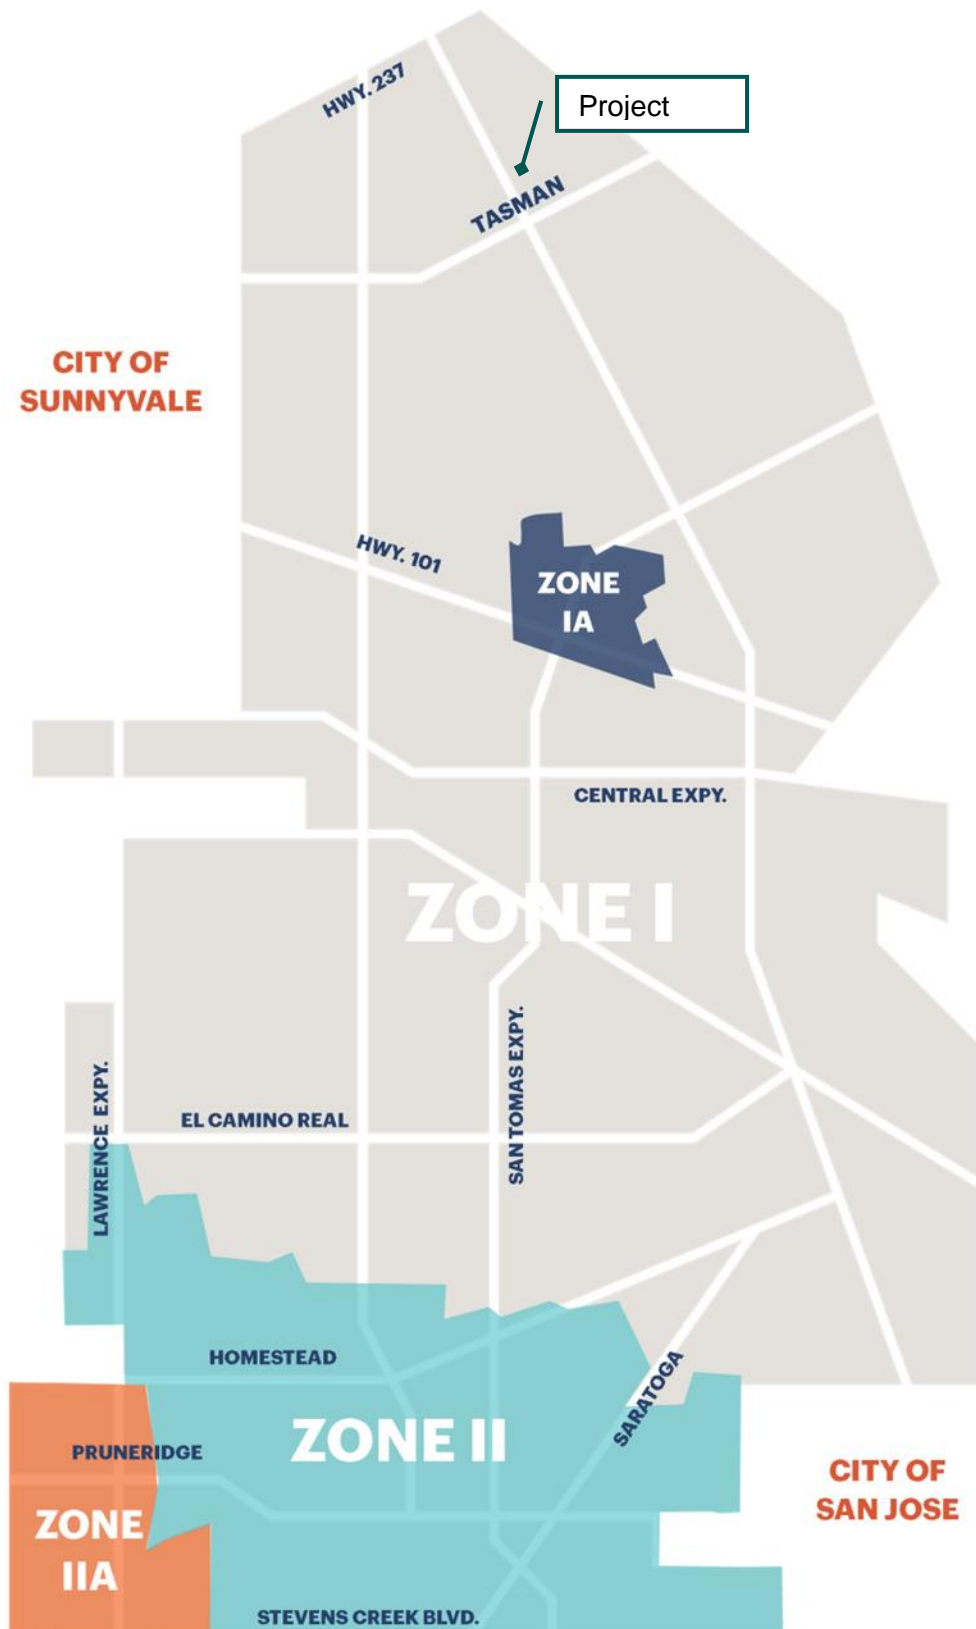 HWY. 237
Project
TASMAN
CITY OF
SUNNYVALE
HWY. 101
ZONE
IA
CENTRAL EXPY.
ZONE I
SAN TOMAS EXPY.
LAWRENCE EXPY.
EL CAMINO REAL
HOMESTEAD
SARATOGA
ZONE II
PRUNERIDGE
CITY OF
SAN JOSE
ZONE
IIA
STEVENS CREEK BLVD.